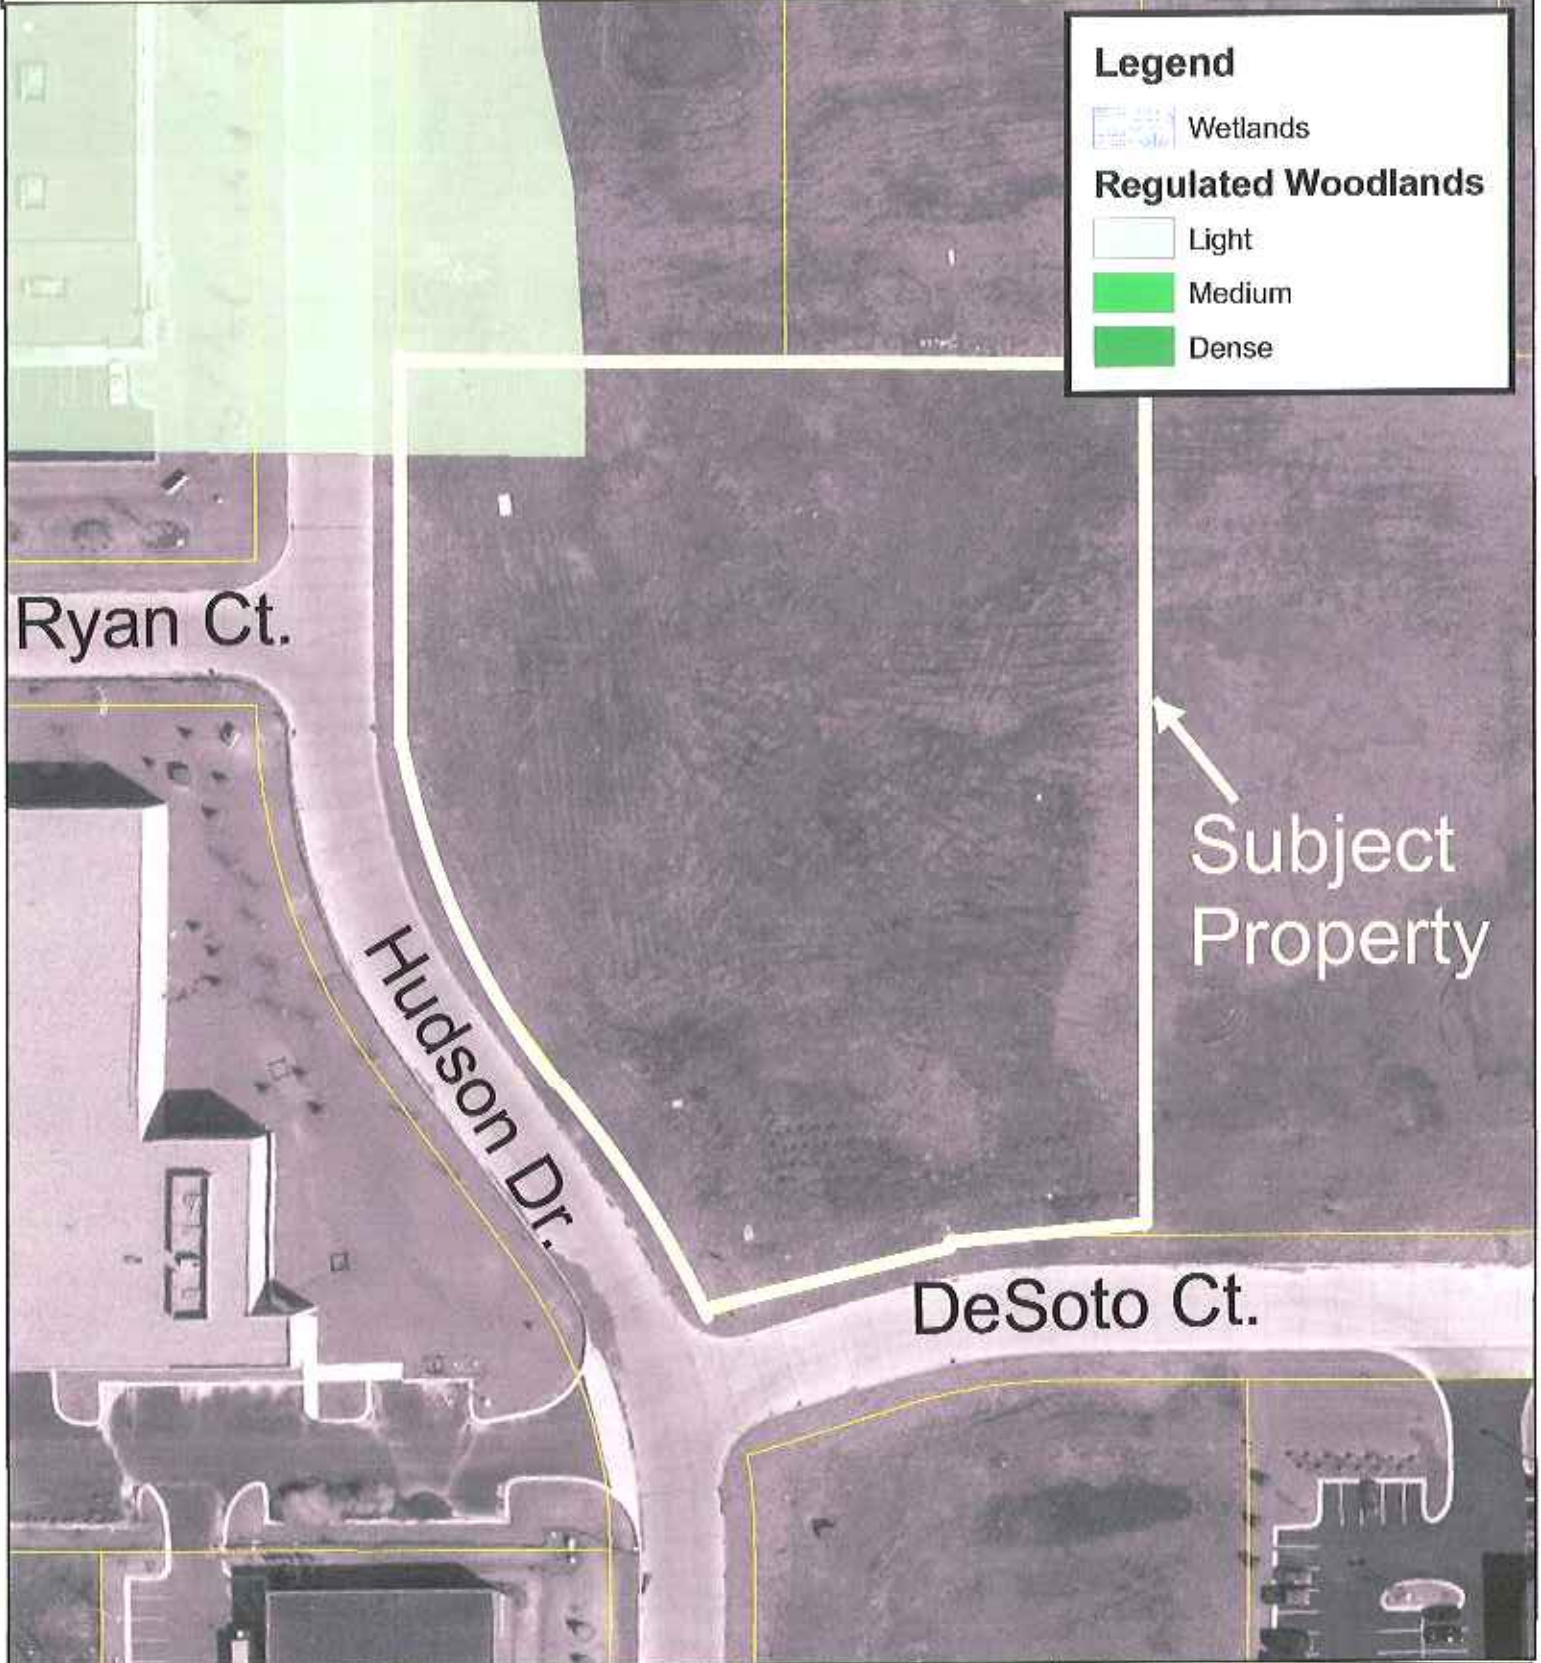 Legend
Wetlands
Regulated Woodlands
Light
Medium
Dense
Ryan Ct.
Subject
Property
Hudson Dr.
DeSoto Ct.